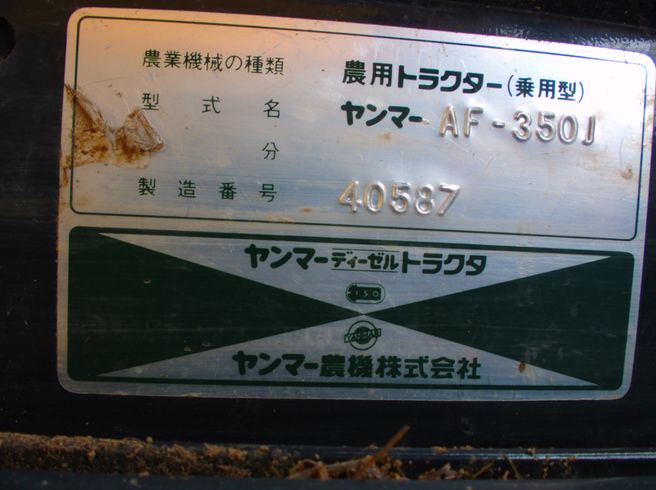 農業機械の種類 農用トラクター(乗用型)
型式名 ヤンマー AF-350J
分
製造番号 40587
ヤンマーディーゼルトラクタ
ISO
YANMAR
ヤンマー農機株式会社